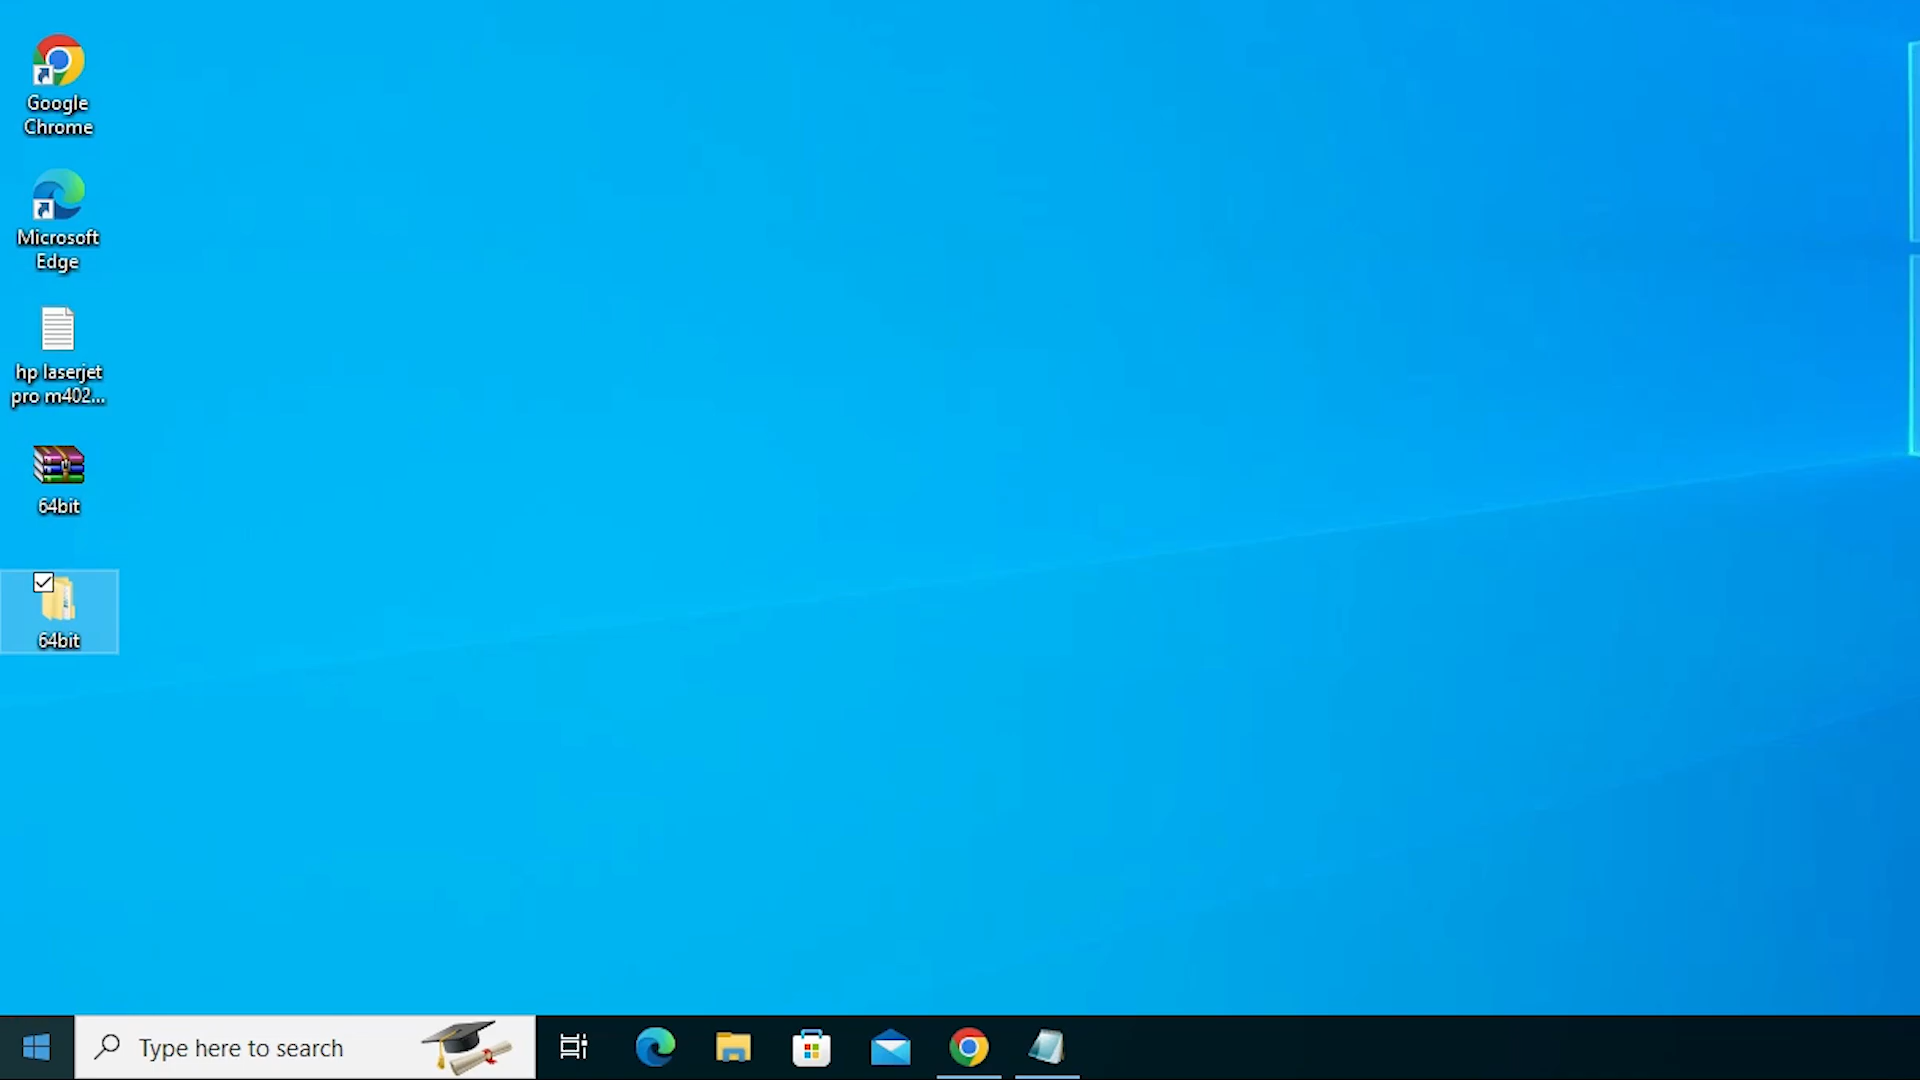 Google
Chrome
Microsoft
Edge
hp laserjet
pro m402...
64bit
64bit
Type here to search